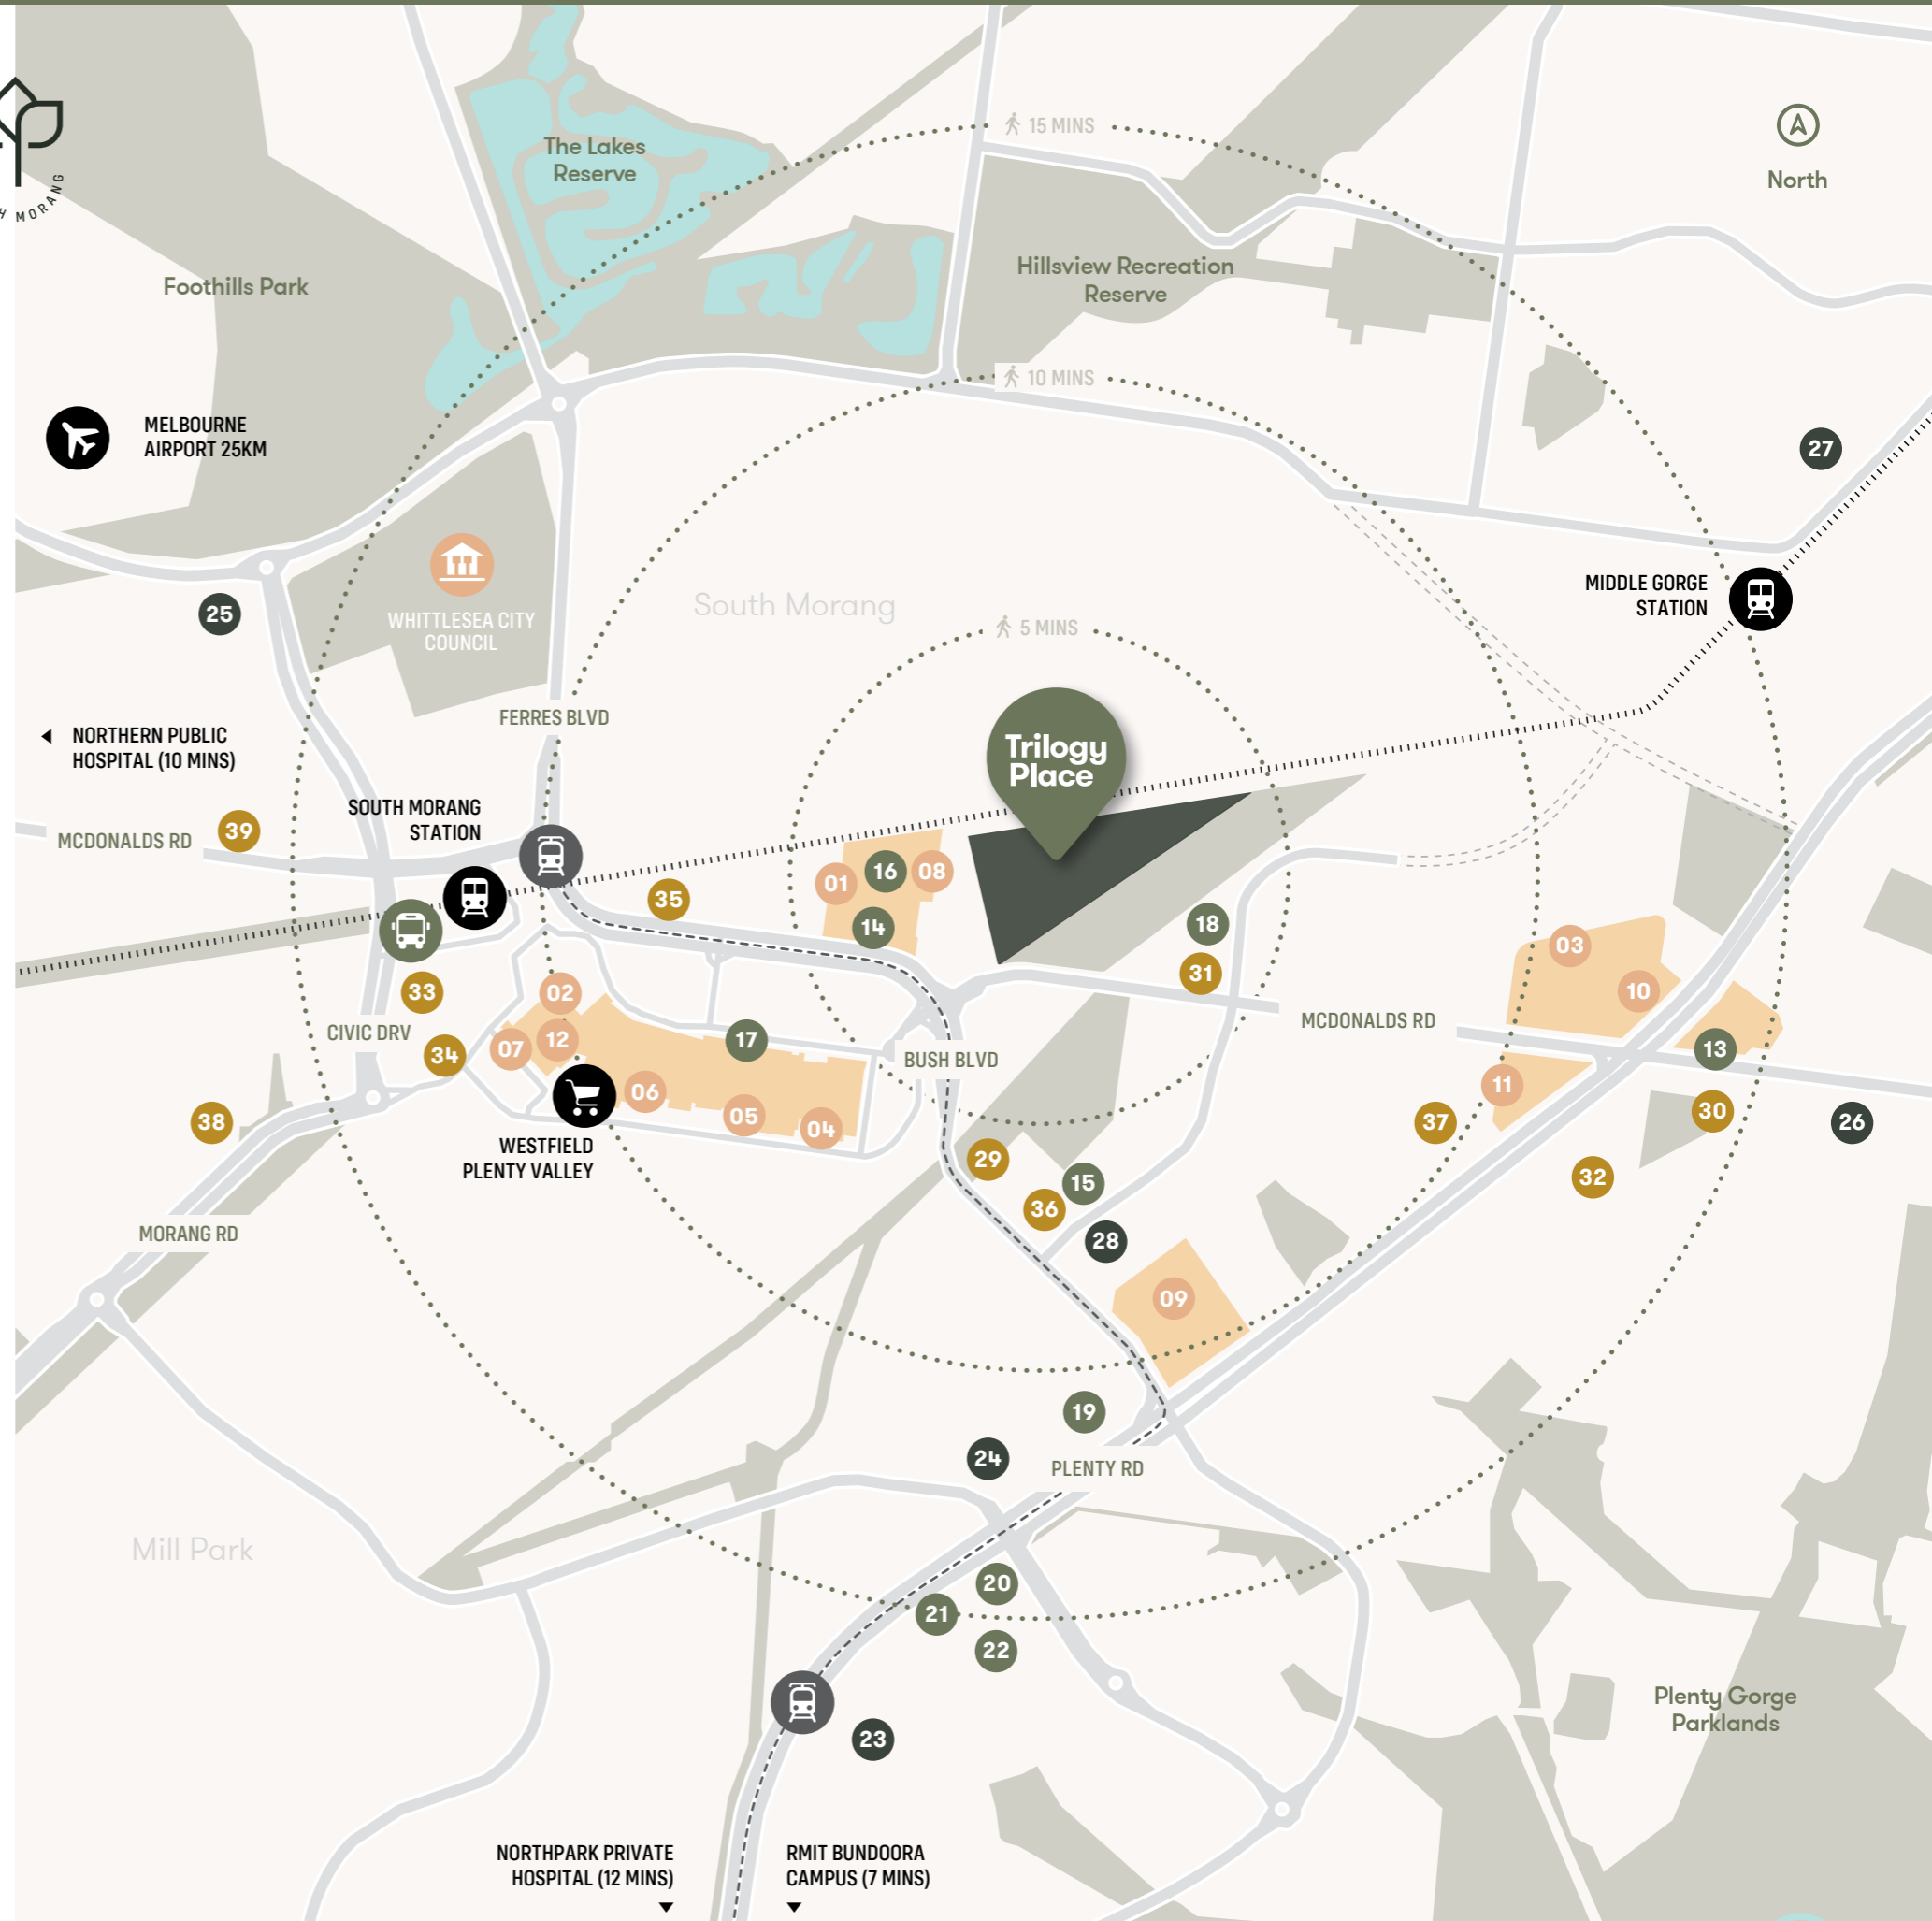 H MORANG
The Lakes
Reserve
15 MINS
North
Foothills Park
Hillsview Recreation
Reserve
10 MINS
MELBOURNE
AIRPORT 25KM
27
WHITTLESEA CITY
COUNCIL
25
South Morang
5 MINS
MIDDLE GORGE
STATION
FERRES BLVD
NORTHERN PUBLIC
HOSPITAL (10 MINS)
Trilogy
Place
SOUTH MORANG
STATION
MCDONALDS RD
39
35
01
16
08
14
18
31
03
10
33
02
CIVIC DRV
34
07
12
17
BUSH BLVD
MCDONALDS RD
13
06
05
04
11
37
30
26
38
WESTFIELD
PLENTY VALLEY
29
15
36
28
32
MORANG RD
09
19
24
PLENTY RD
Mill Park
20
21
22
23
Plenty Gorge
Parklands
NORTHPARK PRIVATE
HOSPITAL (12 MINS)
RMIT BUNDOORA
CAMPUS (7 MINS)